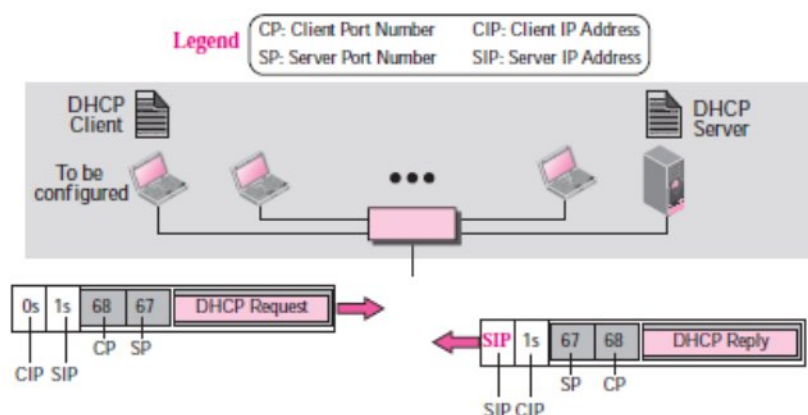 Legend
CP: Client Port Number CIP: Client IP Address
SP: Server Port Number SIP: Server IP Address
DHCP
Client
DHCP
Server
To be
configured
0s 1s 68 67 DHCP Request
CP SP
CIP SIP
SIP 1s 67 68 DHCP Reply
SP CP
SIP CIP